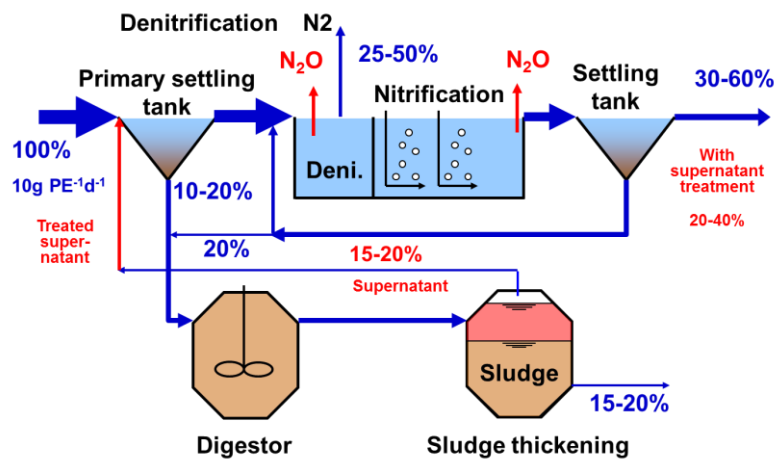 Denitrification
N2
N₂O
25-50%
N₂O
Primary settling
tank
Nitrification
Settling
tank
30-60%
100%
10g PE⁻¹d⁻¹
10-20%
Deni.
With
supernatant
treatment
20-40%
Treated
super-
natant
20%
15-20%
Supernatant
Sludge
15-20%
Digestor
Sludge thickening